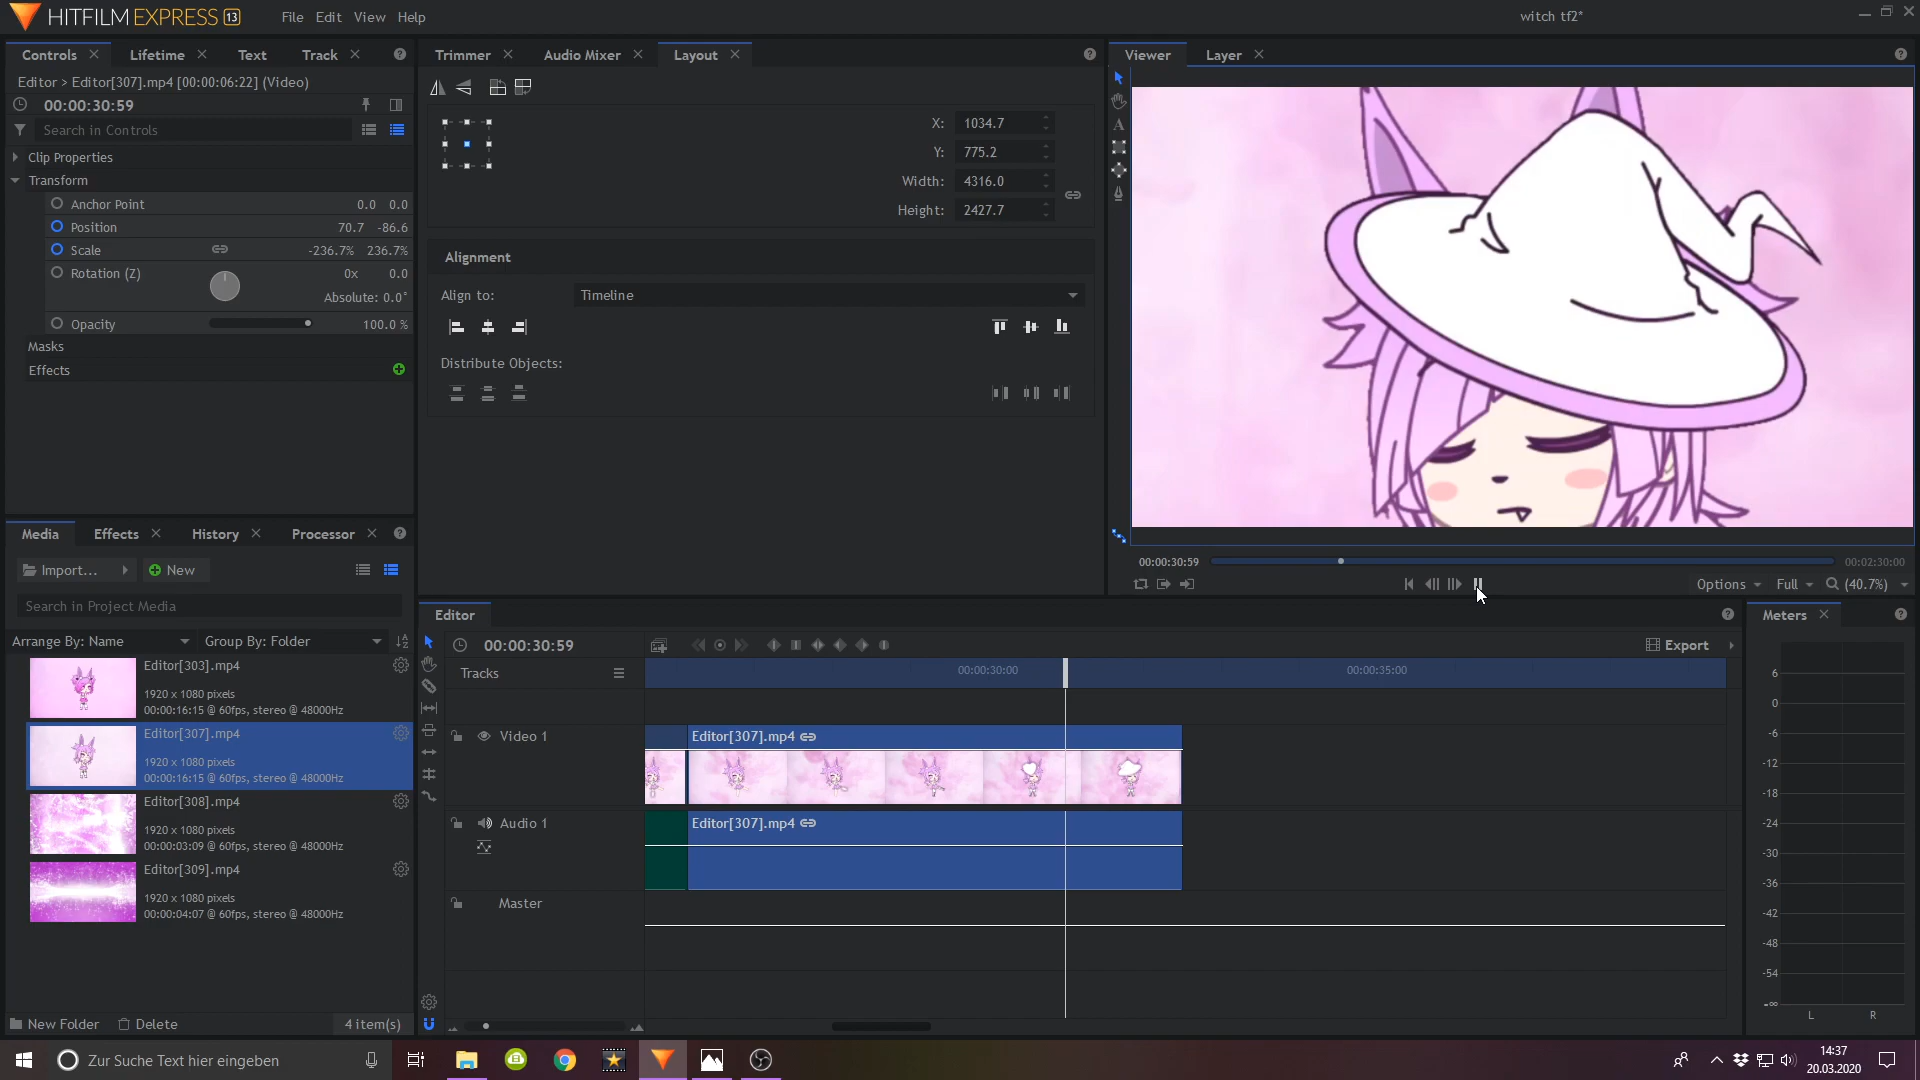 HITFILM EXPRESS 13
File Edit View Help
witch tf2*
Controls Lifetime Text Track
Trimmer Audio Mixer Layout
Viewer Layer
Editor > Editor[307].mp4 [00:00:06:22] (Video)
00:00:30:59
Search in Controls
Clip Properties
Transform
Anchor Point 0.0 0.0
Position 70.7 -86.6
Scale -236.7% 236.7%
Rotation (Z) 0x 0.0
Absolute: 0.0°
Opacity 100.0 %
Masks
Effects
X: 1034.7
Y: 775.2
Width: 4316.0
Height: 2427.7
Alignment
Align to: Timeline
Distribute Objects:
00:00:30:59
00:02:30:00
Options Full (40.7%)
Media Effects History Processor
Import... New
Search in Project Media
Arrange By: Name Group By: Folder
Editor[303].mp4
1920 x 1080 pixels
00:00:16:15 @ 60fps, stereo @ 48000Hz
Editor[307].mp4
1920 x 1080 pixels
00:00:16:15 @ 60fps, stereo @ 48000Hz
Editor[308].mp4
1920 x 1080 pixels
00:00:03:09 @ 60fps, stereo @ 48000Hz
Editor[309].mp4
1920 x 1080 pixels
00:00:04:07 @ 60fps, stereo @ 48000Hz
New Folder Delete 4 item(s)
Editor
00:00:30:59
Export
Tracks
00:00:30:00
00:00:35:00
Video 1
Editor[307].mp4
Audio 1
Editor[307].mp4
Master
Meters
6
0
-6
-12
-18
-24
-30
-36
-42
-48
-54
-∞
L R
Zur Suche Text hier eingeben
14:37
20.03.2020